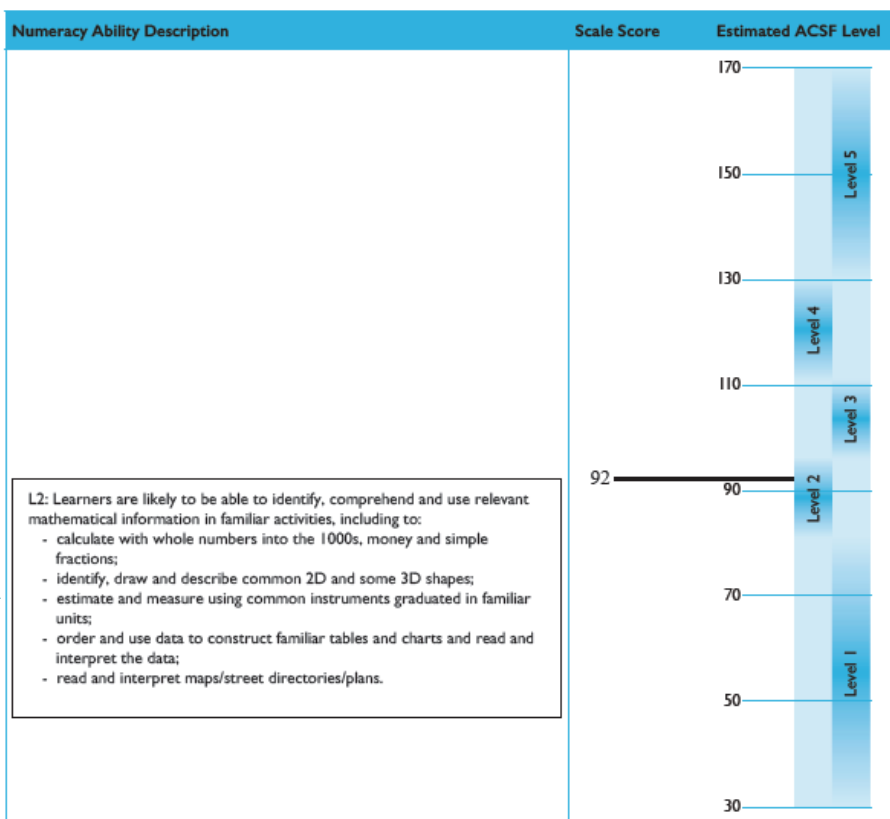 Numeracy Ability Description Scale Score Estimated ACSF Level
170
Level 5
150
130
Level 4
110
Level 3
92
90
Level 2
L2: Learners are likely to be able to identify, comprehend and use relevant
mathematical information in familiar activities, including to:
- calculate with whole numbers into the 1000s, money and simple
fractions;
- identify, draw and describe common 2D and some 3D shapes;
- estimate and measure using common instruments graduated in familiar
units;
- order and use data to construct familiar tables and charts and read and
interpret the data;
- read and interpret maps/street directories/plans.
70
Level 1
50
30